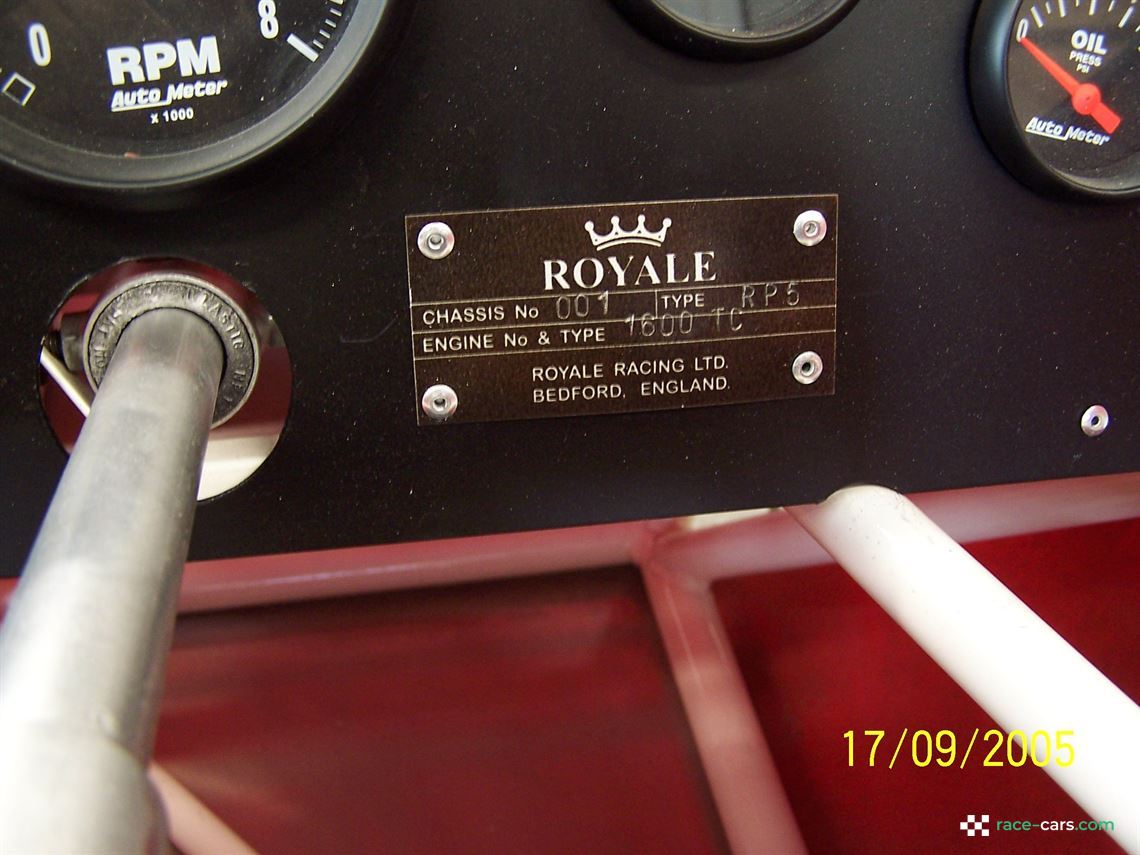 0 8
RPM
Auto Meter
x 1000
0
OIL
PRESS
PSI
Auto Meter
ROYALE
CHASSIS No 001 TYPE RP5
ENGINE No & TYPE 1600 TC
ROYALE RACING LTD.
BEDFORD, ENGLAND.
17/09/2005
race-cars.com